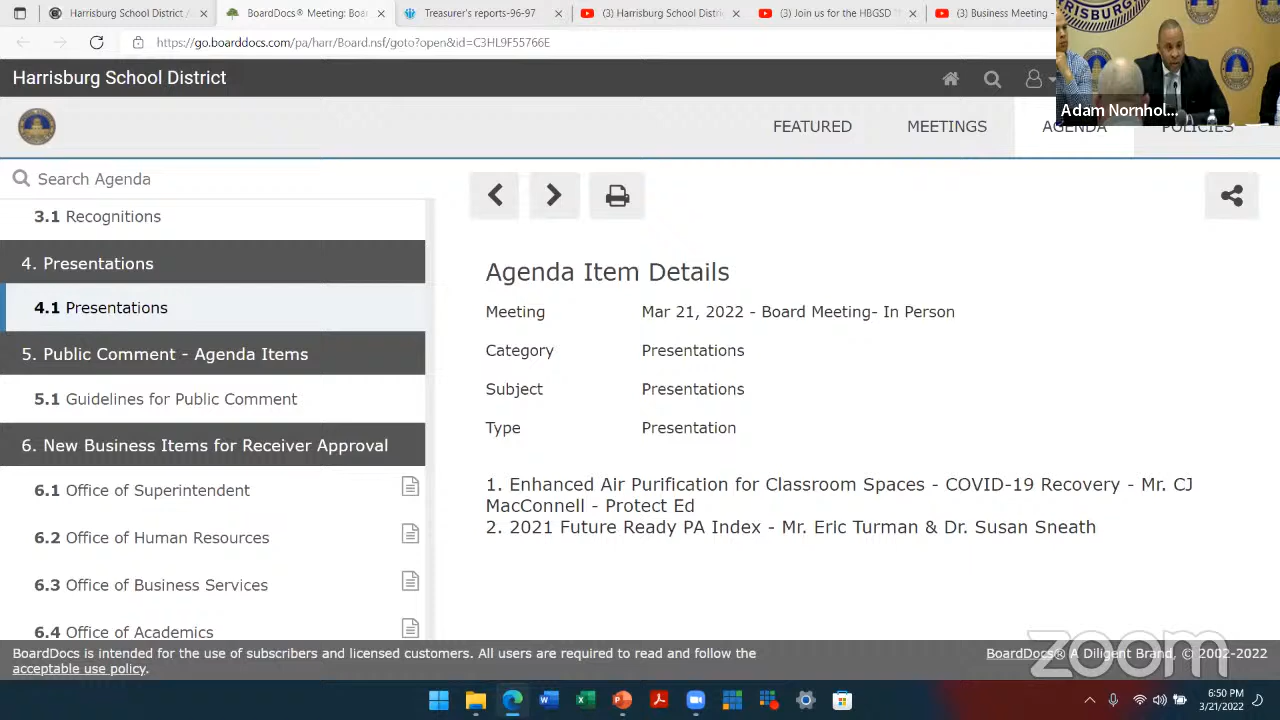 Harrisburg School District /
BoardDocs® Meeting: Boa
Treasurer's reports-96-97
(3) Harrisburg School Distri
(3) Join us for the HBGSD "
(3) Business Meeting -
https://go.boarddocs.com/pa/harr/Board.nsf/goto?open&id=C3HL9F55766E
Harrisburg School District
Adam Nornhol...
FEATURED
MEETINGS
AGENDA
POLICIES
Search Agenda
3.1 Recognitions
4. Presentations
4.1 Presentations
5. Public Comment - Agenda Items
5.1 Guidelines for Public Comment
6. New Business Items for Receiver Approval
6.1 Office of Superintendent
6.2 Office of Human Resources
6.3 Office of Business Services
6.4 Office of Academics
Agenda Item Details
Meeting Mar 21, 2022 - Board Meeting- In Person
Category Presentations
Subject Presentations
Type Presentation
1. Enhanced Air Purification for Classroom Spaces - COVID-19 Recovery - Mr. CJ
MacConnell - Protect Ed
2. 2021 Future Ready PA Index - Mr. Eric Turman & Dr. Susan Sneath
BoardDocs is intended for the use of subscribers and licensed customers. All users are required to read and follow the
acceptable use policy.
BoardDocs® A Diligent Brand, © 2002-2022
zoom
6:50 PM
3/21/2022